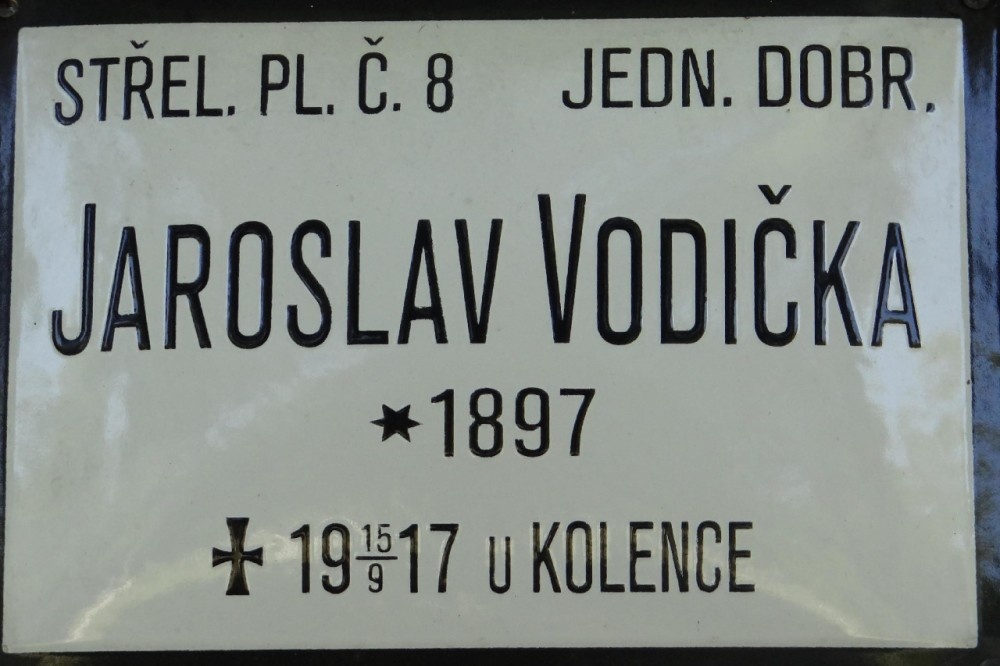 STŘEL. PL. Č. 8 JEDN. DOBR.
JAROSLAV VODIČKA
✶1897
✠ 19 15/9 17 U KOLENCE